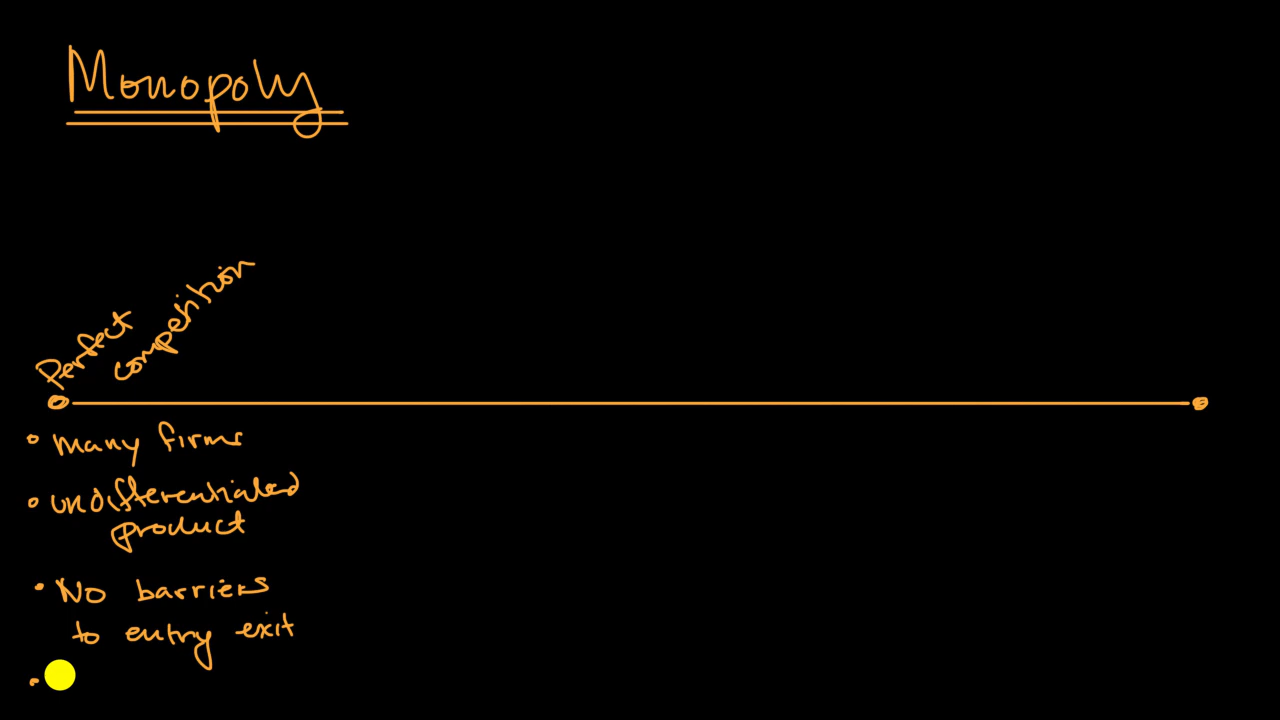 Monopoly
Perfect
competition
• many firms
• undifferentiated
product
• No barriers
to entry exit
•